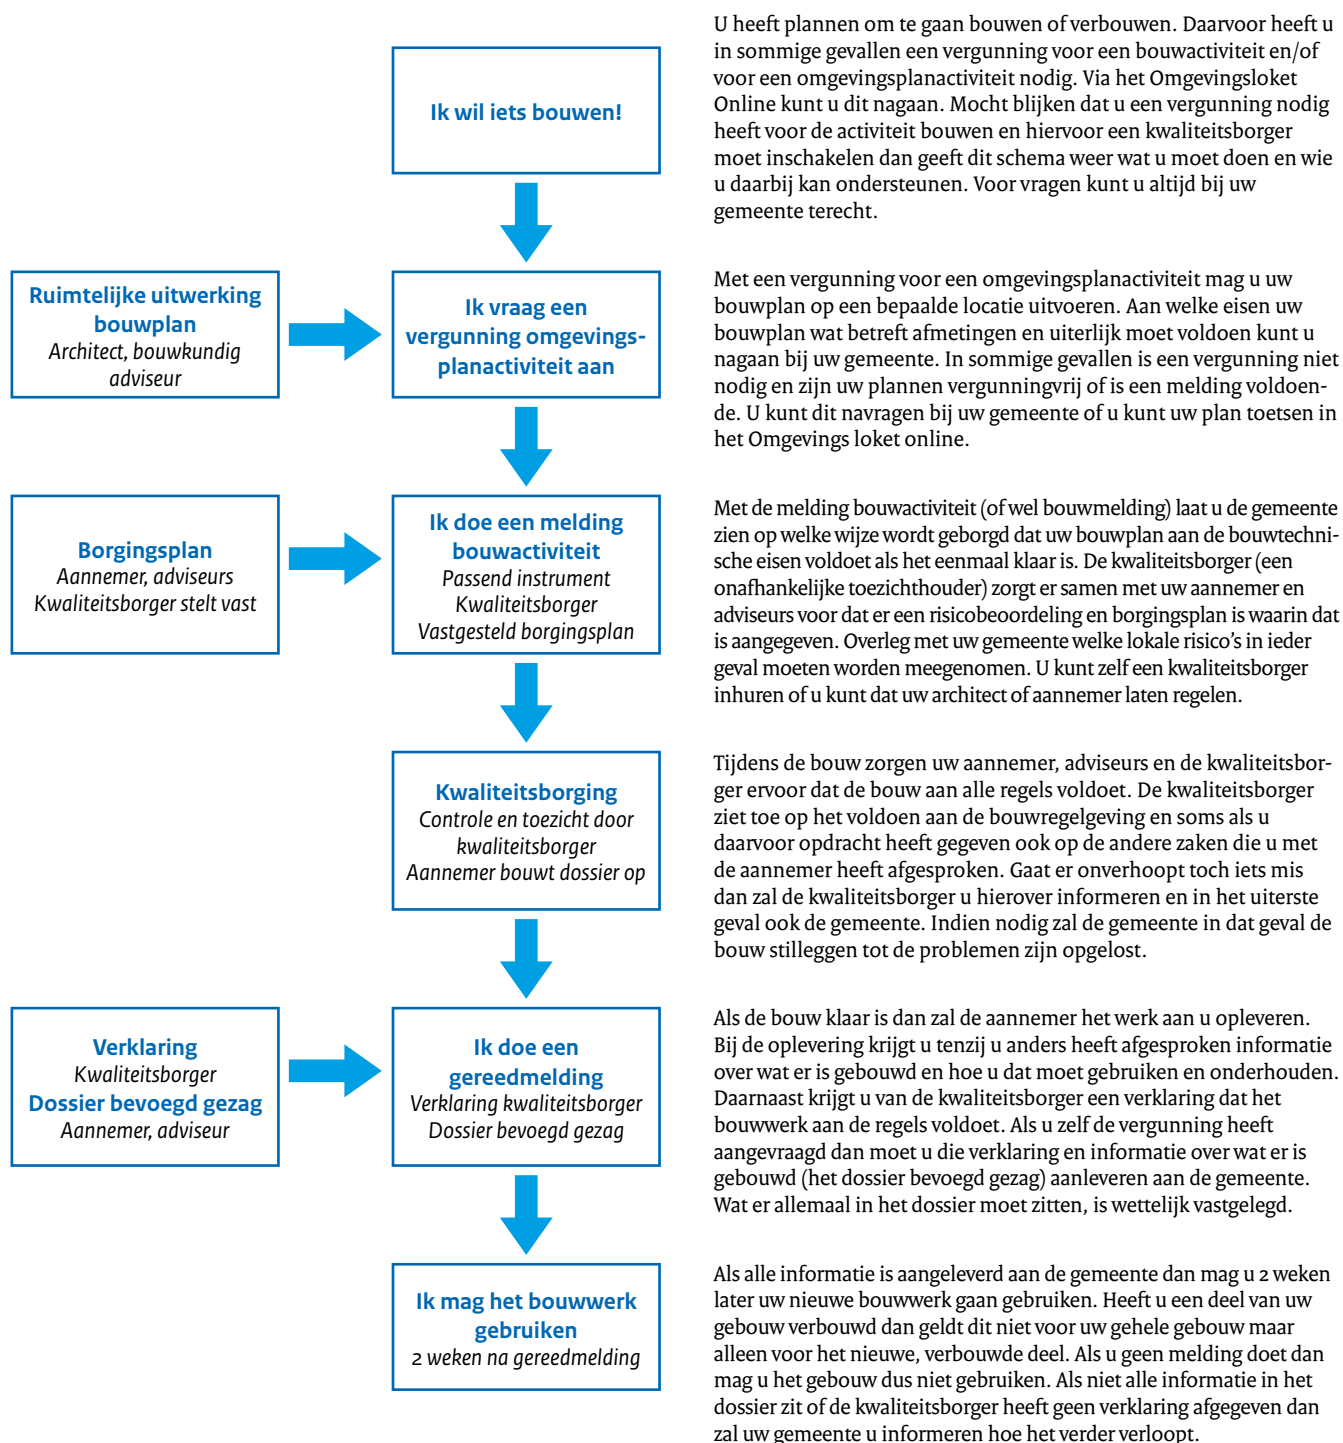 Ik wil iets bouwen!
U heeft plannen om te gaan bouwen of verbouwen. Daarvoor heeft u
in sommige gevallen een vergunning voor een bouwactiviteit en/of
voor een omgevingsplanactiviteit nodig. Via het Omgevingsloket
Online kunt u dit nagaan. Mocht blijken dat u een vergunning nodig
heeft voor de activiteit bouwen en hiervoor een kwaliteitsborger
moet inschakelen dan geeft dit schema weer wat u moet doen en wie
u daarbij kan ondersteunen. Voor vragen kunt u altijd bij uw
gemeente terecht.
Ruimtelijke uitwerking
bouwplan
Architect, bouwkundig
adviseur
Ik vraag een
vergunning omgevings-
planactiviteit aan
Met een vergunning voor een omgevingsplanactiviteit mag u uw
bouwplan op een bepaalde locatie uitvoeren. Aan welke eisen uw
bouwplan wat betreft afmetingen en uiterlijk moet voldoen kunt u
nagaan bij uw gemeente. In sommige gevallen is een vergunning niet
nodig en zijn uw plannen vergunningvrij of is een melding voldoen-
de. U kunt dit navragen bij uw gemeente of u kunt uw plan toetsen in
het Omgevings loket online.
Borgingsplan
Aannemer, adviseurs
Kwaliteitsborger stelt vast
Ik doe een melding
bouwactiviteit
Passend instrument
Kwaliteitsborger
Vastgesteld borgingsplan
Met de melding bouwactiviteit (of wel bouwmelding) laat u de gemeente
zien op welke wijze wordt geborgd dat uw bouwplan aan de bouwtechni-
sche eisen voldoet als het eenmaal klaar is. De kwaliteitsborger (een
onafhankelijke toezichthouder) zorgt er samen met uw aannemer en
adviseurs voor dat er een risicobeoordeling en borgingsplan is waarin dat
is aangegeven. Overleg met uw gemeente welke lokale risico's in ieder
geval moeten worden meegenomen. U kunt zelf een kwaliteitsborger
inhuren of u kunt dat uw architect of aannemer laten regelen.
Kwaliteitsborging
Controle en toezicht door
kwaliteitsborger
Aannemer bouwt dossier op
Tijdens de bouw zorgen uw aannemer, adviseurs en de kwaliteitsbor-
ger ervoor dat de bouw aan alle regels voldoet. De kwaliteitsborger
ziet toe op het voldoen aan de bouwregelgeving en soms als u
daarvoor opdracht heeft gegeven ook op de andere zaken die u met
de aannemer heeft afgesproken. Gaat er onverhoopt toch iets mis
dan zal de kwaliteitsborger u hierover informeren en in het uiterste
geval ook de gemeente. Indien nodig zal de gemeente in dat geval de
bouw stilleggen tot de problemen zijn opgelost.
Verklaring
Kwaliteitsborger
Dossier bevoegd gezag
Aannemer, adviseur
Ik doe een
gereedmelding
Verklaring kwaliteitsborger
Dossier bevoegd gezag
Als de bouw klaar is dan zal de aannemer het werk aan u opleveren.
Bij de oplevering krijgt u tenzij u anders heeft afgesproken informatie
over wat er is gebouwd en hoe u dat moet gebruiken en onderhouden.
Daarnaast krijgt u van de kwaliteitsborger een verklaring dat het
bouwwerk aan de regels voldoet. Als u zelf de vergunning heeft
aangevraagd dan moet u die verklaring en informatie over wat er is
gebouwd (het dossier bevoegd gezag) aanleveren aan de gemeente.
Wat er allemaal in het dossier moet zitten, is wettelijk vastgelegd.
Ik mag het bouwwerk
gebruiken
2 weken na gereedmelding
Als alle informatie is aangeleverd aan de gemeente dan mag u 2 weken
later uw nieuwe bouwwerk gaan gebruiken. Heeft u een deel van uw
gebouw verbouwd dan geldt dit niet voor uw gehele gebouw maar
alleen voor het nieuwe, verbouwde deel. Als u geen melding doet dan
mag u het gebouw dus niet gebruiken. Als niet alle informatie in het
dossier zit of de kwaliteitsborger heeft geen verklaring afgegeven dan
zal uw gemeente u informeren hoe het verder verloopt.